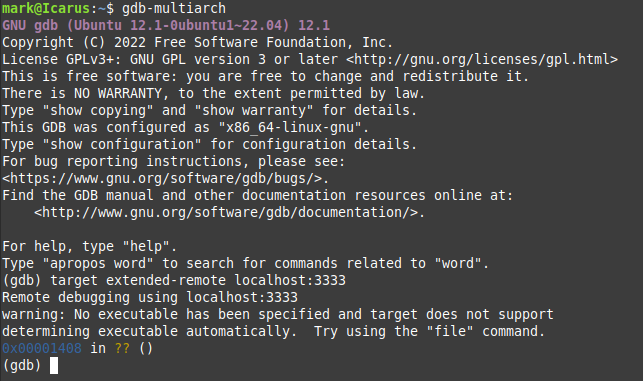 mark@Icarus:~$ gdb-multiarch
GNU gdb (Ubuntu 12.1-0ubuntu1~22.04) 12.1
Copyright (C) 2022 Free Software Foundation, Inc.
License GPLv3+: GNU GPL version 3 or later <http://gnu.org/licenses/gpl.html>
This is free software: you are free to change and redistribute it.
There is NO WARRANTY, to the extent permitted by law.
Type "show copying" and "show warranty" for details.
This GDB was configured as "x86_64-linux-gnu".
Type "show configuration" for configuration details.
For bug reporting instructions, please see:
<https://www.gnu.org/software/gdb/bugs/>.
Find the GDB manual and other documentation resources online at:
    <http://www.gnu.org/software/gdb/documentation/>.

For help, type "help".
Type "apropos word" to search for commands related to "word".
(gdb) target extended-remote localhost:3333
Remote debugging using localhost:3333
warning: No executable has been specified and target does not support
determining executable automatically.  Try using the "file" command.
0x00001408 in ?? ()
(gdb)